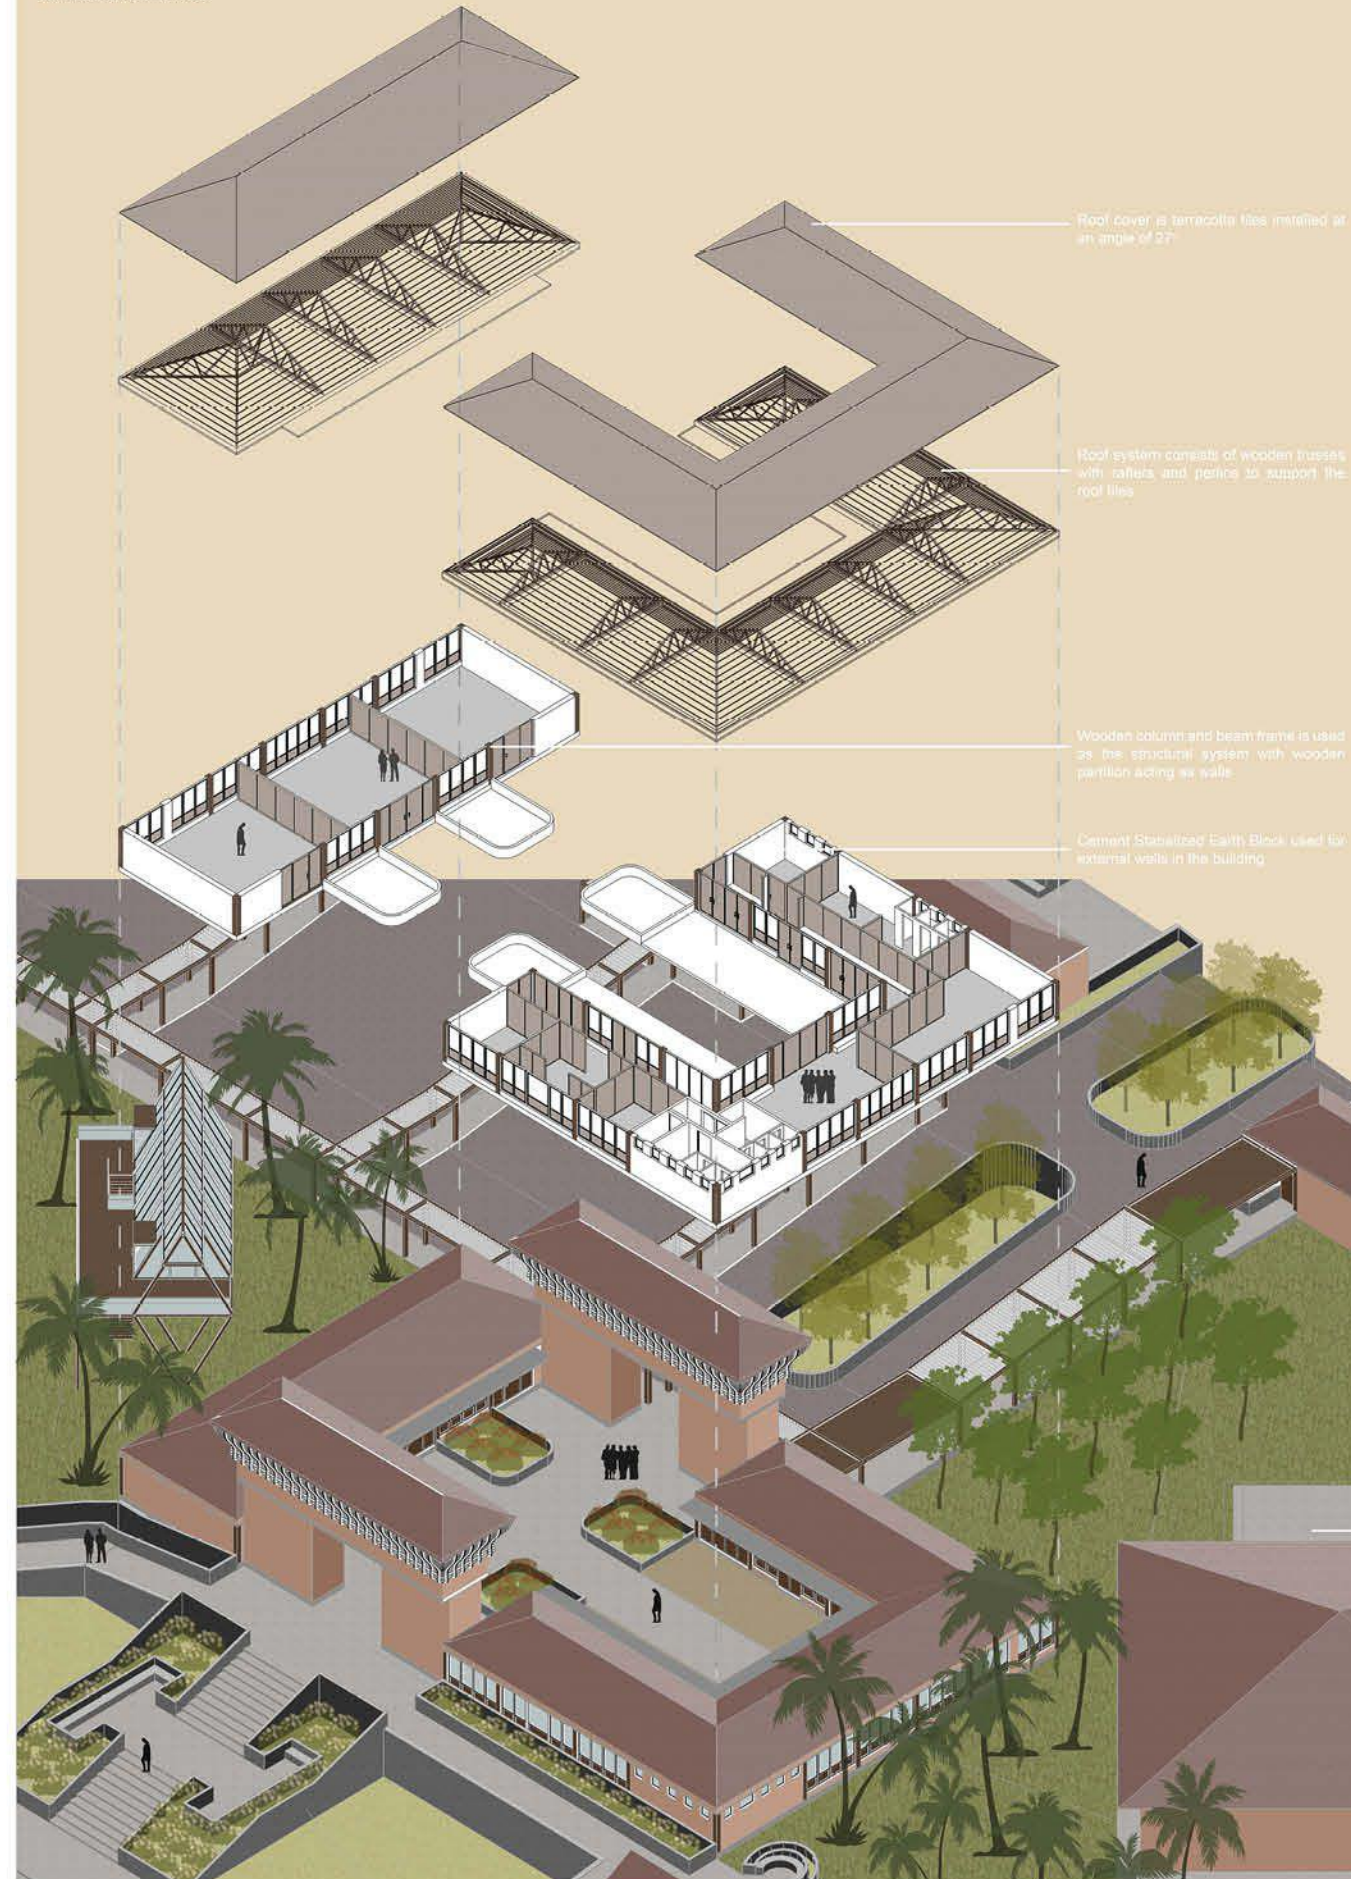 Roof cover is terracotta tiles installed at
an angle of 27°
Roof system consists of wooden trusses
with rafters and perlins to support the
roof tiles
Wooden column and beam frame is used
as the structural system with wooden
partition acting as walls
Cement Stabalized Earth Block used for
external walls in the building